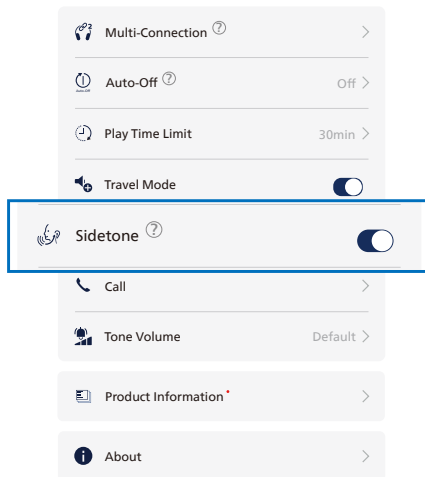 Multi-Connection ?
Auto-Off ? Off
Play Time Limit 30min
Travel Mode
Sidetone ?
Call
Tone Volume Default
Product Information*
About